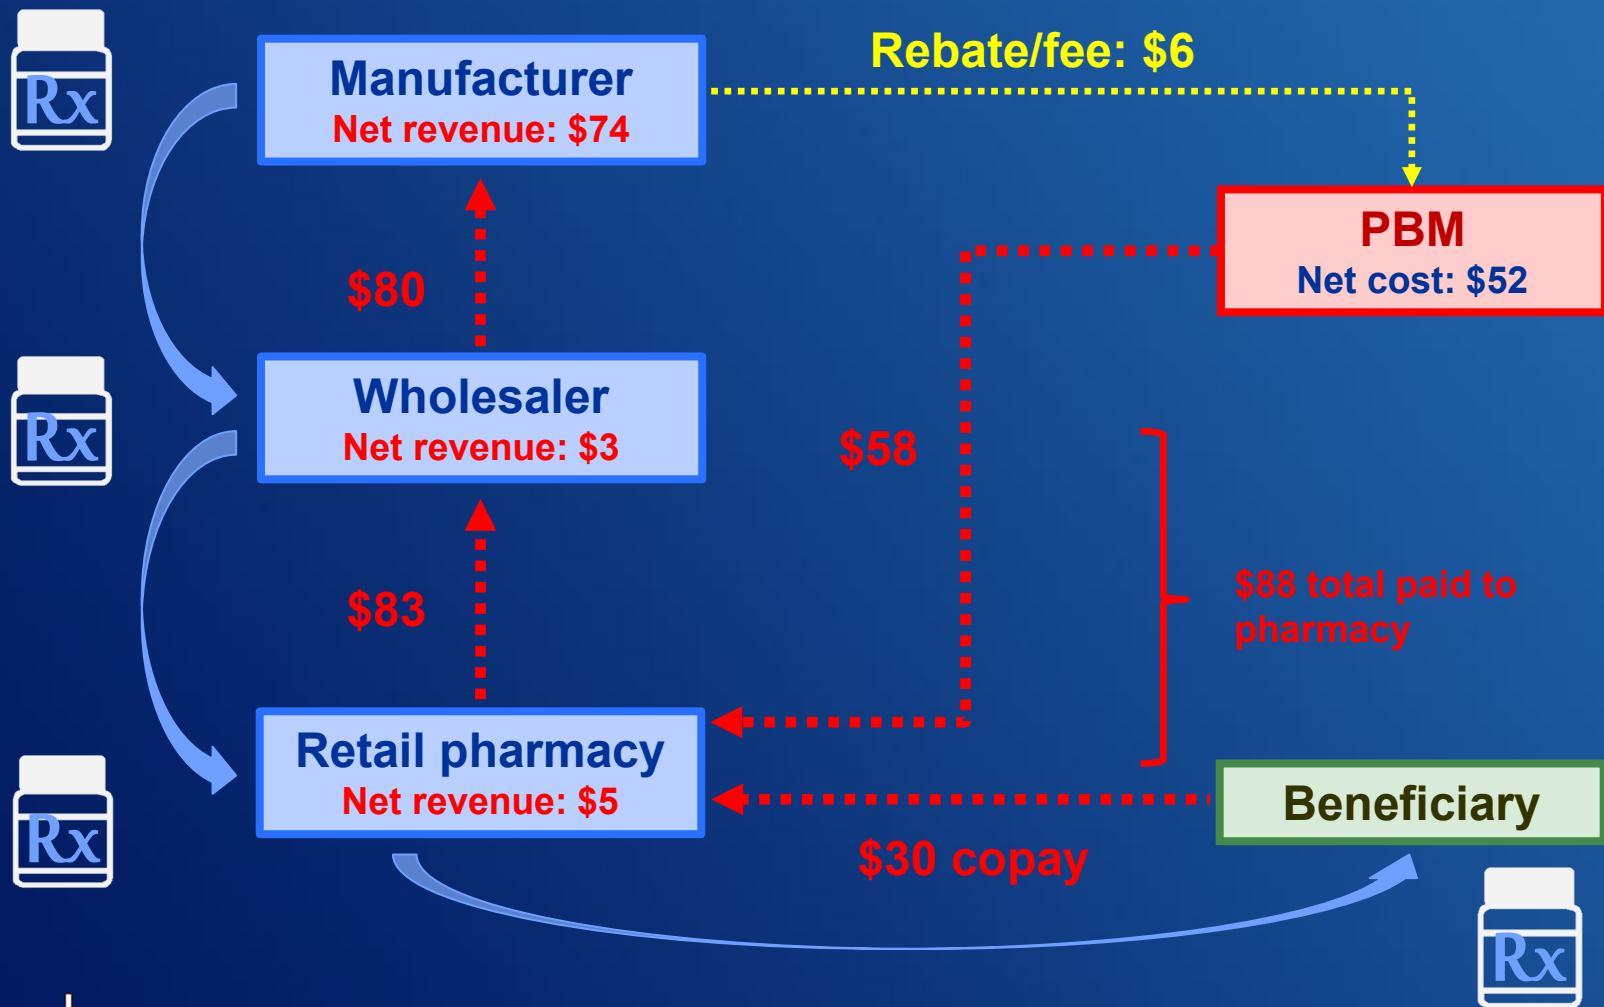 Rx
Manufacturer
Net revenue: $74
Rebate/fee: $6
PBM
Net cost: $52
$80
Rx
Wholesaler
Net revenue: $3
$58
$83
$88 total paid to
pharmacy
Rx
Retail pharmacy
Net revenue: $5
Beneficiary
$30 copay
Rx